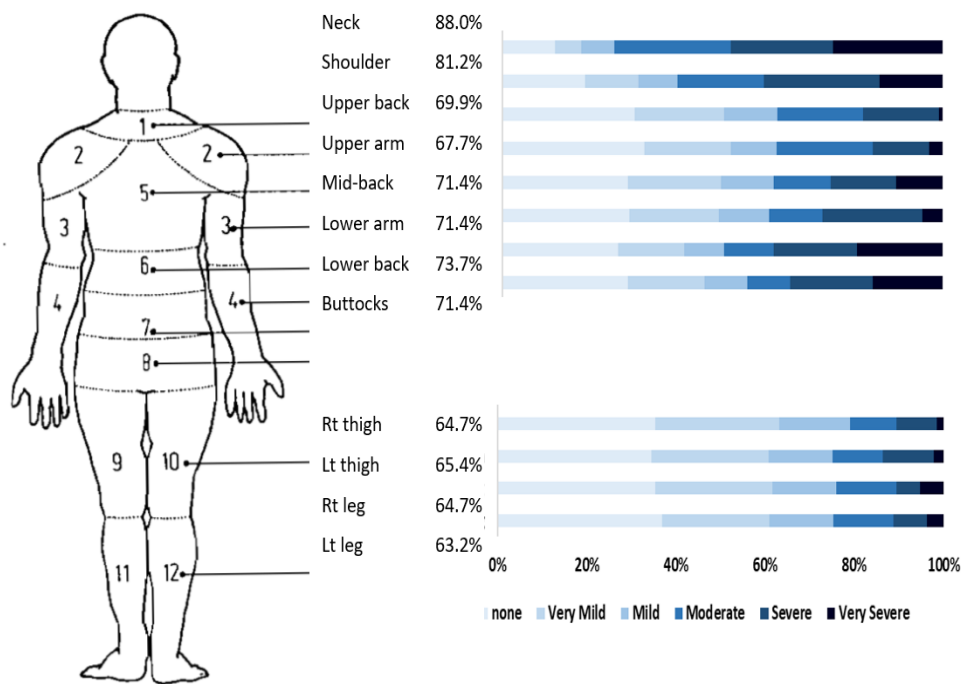 Neck 88.0%
Shoulder 81.2%
Upper back 69.9%
Upper arm 67.7%
Mid-back 71.4%
Lower arm 71.4%
Lower back 73.7%
Buttocks 71.4%
1
2 2
5
3 3
6
4 4
7
8
Rt thigh 64.7%
Lt thigh 65.4%
Rt leg 64.7%
Lt leg 63.2%
9 10
11 12
0% 20% 40% 60% 80% 100%
none Very Mild Mild Moderate Severe Very Severe